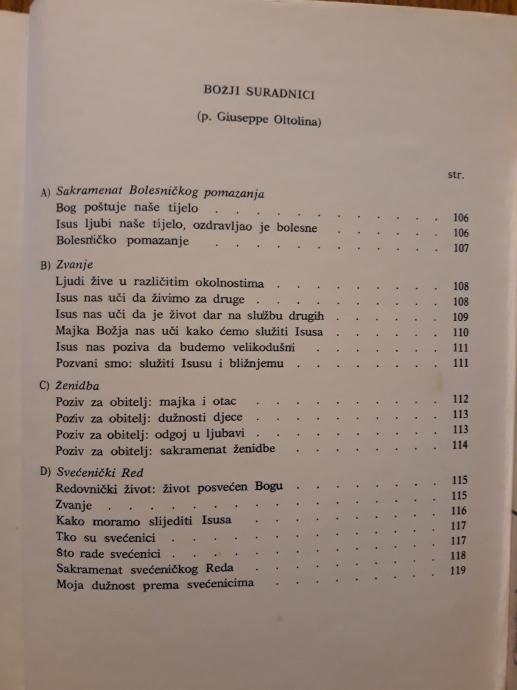 BOŽJI SURADNICI
(p. Giuseppe Oltolina)
str.
A) Sakramenat Bolesničkog pomazanja
Bog poštuje naše tijelo . . . . . . . . . . . 106
Isus ljubi naše tijelo, ozdravljao je bolesne . . . . . 106
Bolesničko pomazanje . . . . . . . . . . . 107
B) Zvanje
Ljudi žive u različitim okolnostima . . . . . . . 108
Isus nas uči da živimo za druge . . . . . . . . 108
Isus nas uči da je život dar na službu drugih . . . . 109
Majka Božja nas uči kako ćemo služiti Isusa . . . . 110
Isus nas poziva da budemo velikodušni . . . . . 111
Pozvani smo: služiti Isusu i bližnjemu . . . . . . 111
C) Ženidba
Poziv za obitelj: majka i otac . . . . . . . . 112
Poziv za obitelj: dužnosti djece . . . . . . . . 113
Poziv za obitelj: odgoj u ljubavi . . . . . . . . 113
Poziv za obitelj: sakramenat ženidbe . . . . . . 114
D) Svećenički Red
Redovnički život: život posvećen Bogu . . . . . . 115
Zvanje . . . . . . . . . . . . . . 115
Kako moramo slijediti Isusa . . . . . . . . 116
Tko su svećenici . . . . . . . . . . . . 117
Što rade svećenici . . . . . . . . . . . 117
Sakramenat svećeničkog Reda . . . . . . . . 118
Moja dužnost prema svećenicima . . . . . . . 119